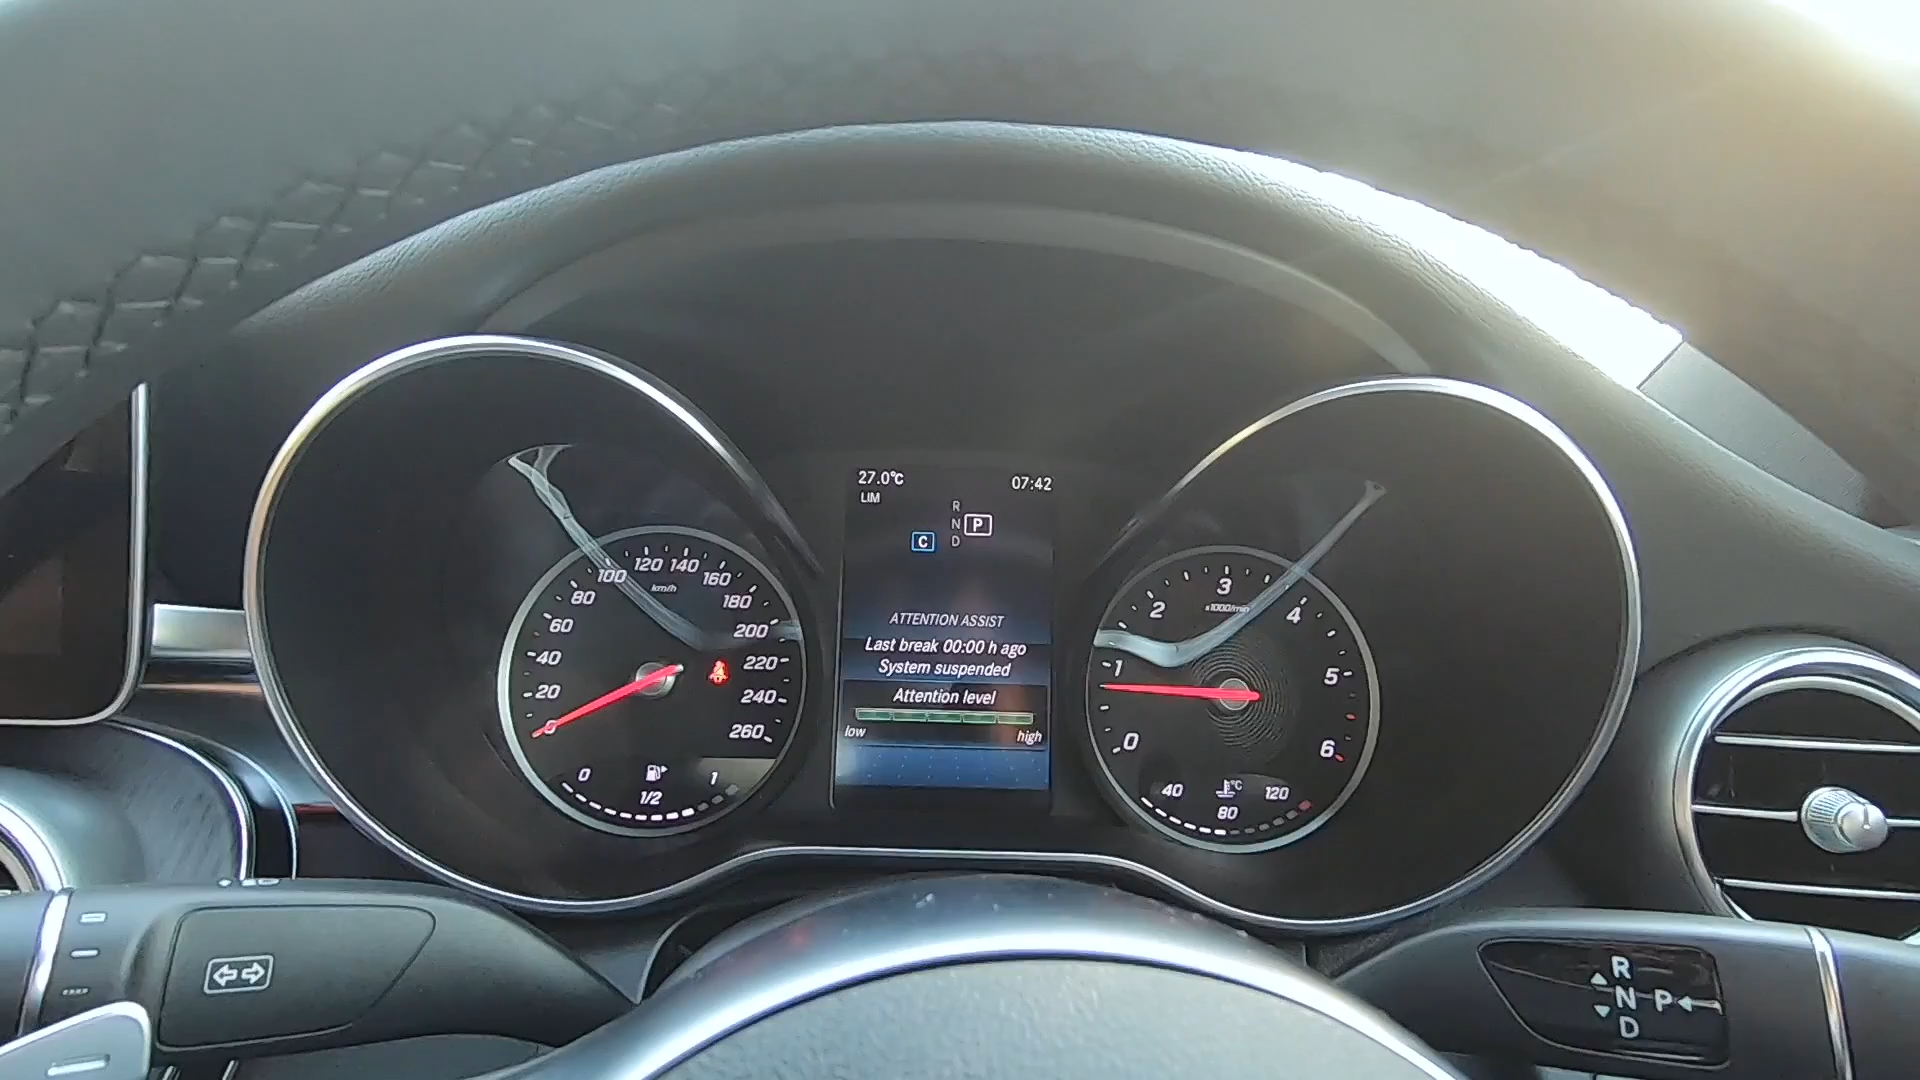 27.0°C 07:42
LIM
R
N P
C D
ATTENTION ASSIST
Last break 00:00 h ago
System suspended
Attention level
low high
0 20 40 60 80 100 120 140 160 180 200 220 240 260
km/h
0 1/2 1
0 1 2 3 4 5 6
x1000/min
40 80 120
°C
R
N P
D